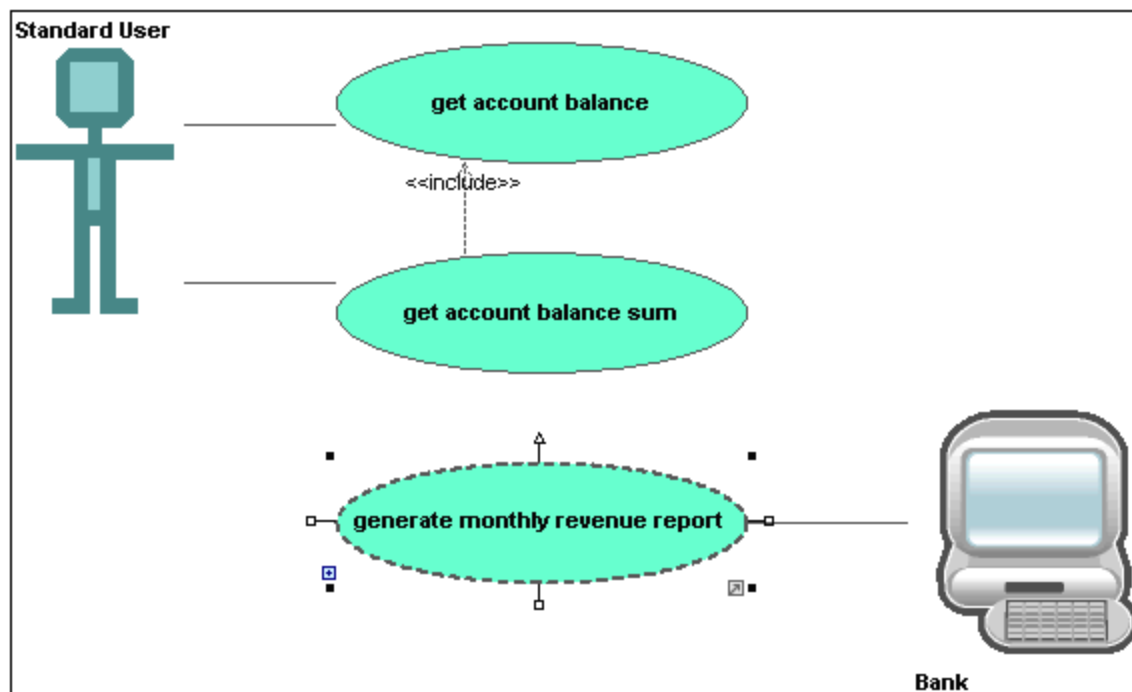 Standard User
get account balance
<<include>>
get account balance sum
generate monthly revenue report
Bank